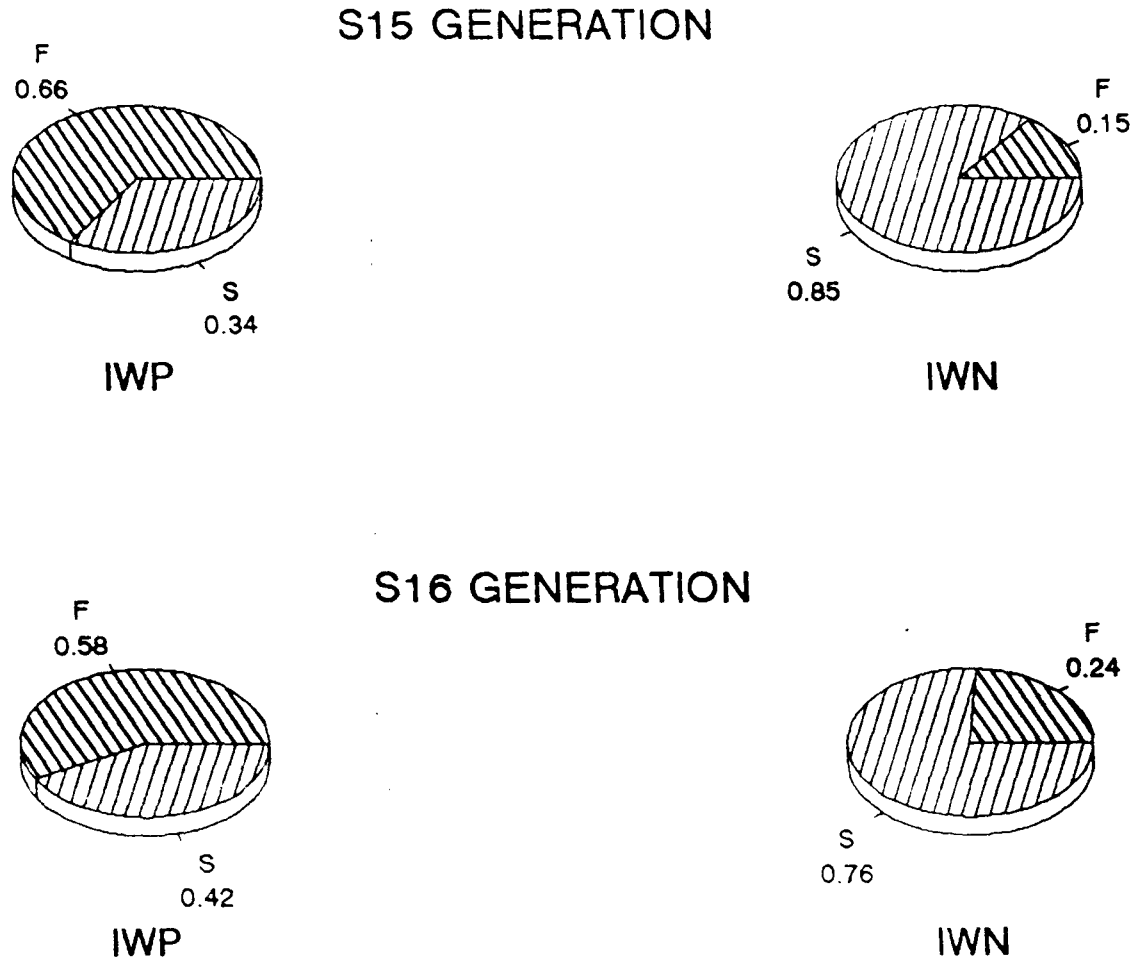 S15 GENERATION
F
0.66
S
0.34
IWP
F
0.15
S
0.85
IWN
S16 GENERATION
F
0.58
S
0.42
IWP
F
0.24
S
0.76
IWN